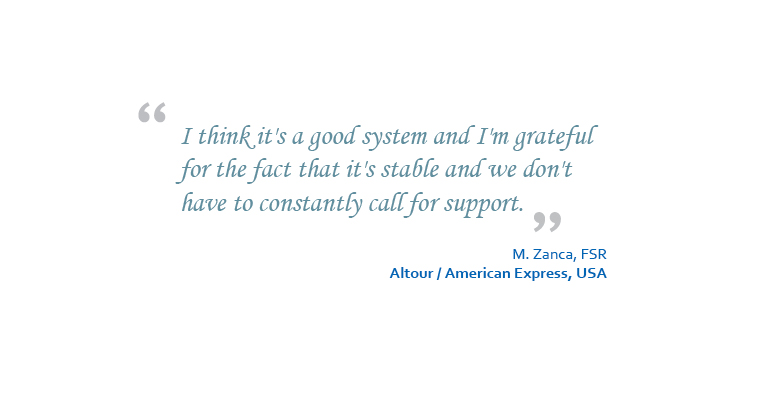 “
I think it's a good system and I'm grateful
for the fact that it's stable and we don't
have to constantly call for support.
”
M. Zanca, FSR
Altour / American Express, USA